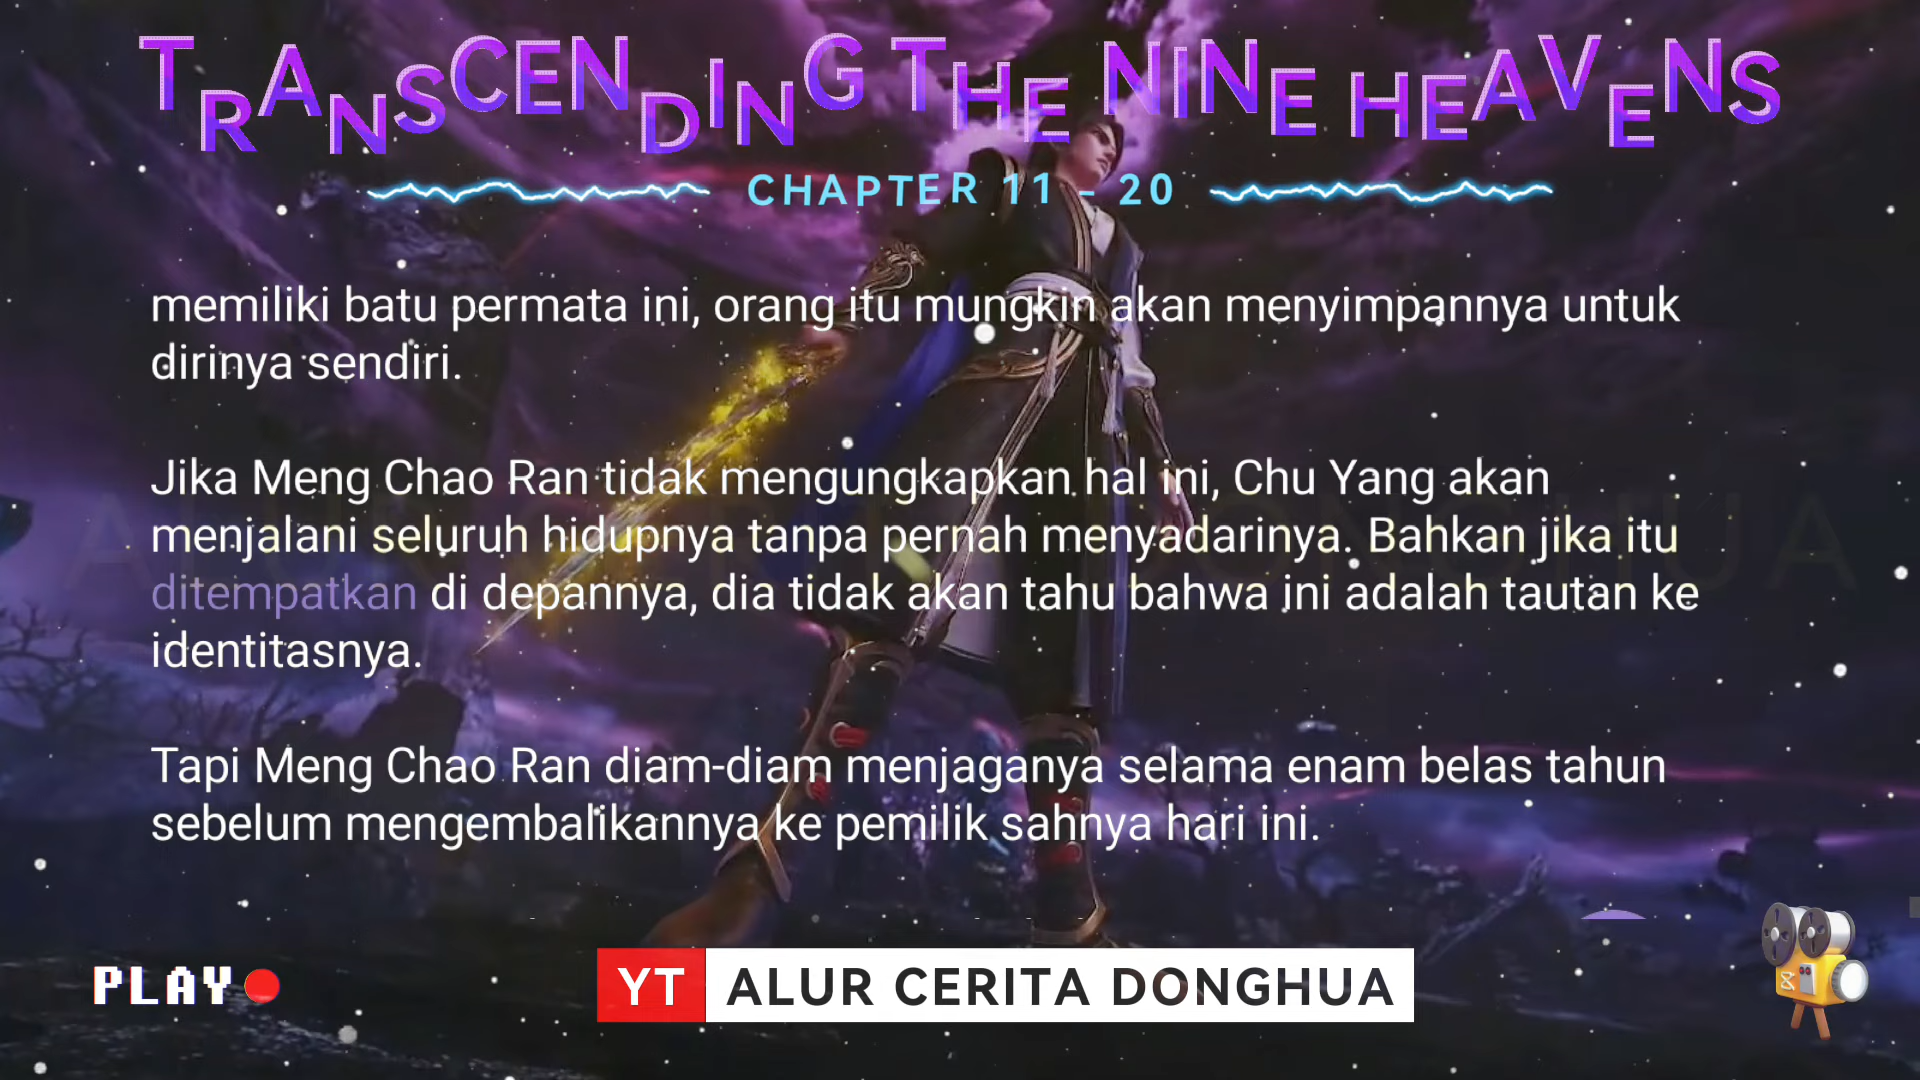 TRANSCENDING THE NINE HEAVENS
CHAPTER 11 - 20
memiliki batu permata ini, orang itu mungkin akan menyimpannya untuk
dirinya sendiri.
Jika Meng Chao Ran tidak mengungkapkan hal ini, Chu Yang akan
menjalani seluruh hidupnya tanpa pernah menyadarinya. Bahkan jika itu
ditempatkan di depannya, dia tidak akan tahu bahwa ini adalah tautan ke
identitasnya.
Tapi Meng Chao Ran diam-diam menjaganya selama enam belas tahun
sebelum mengembalikannya ke pemilik sahnya hari ini.
PLAY
YT ALUR CERITA DONGHUA